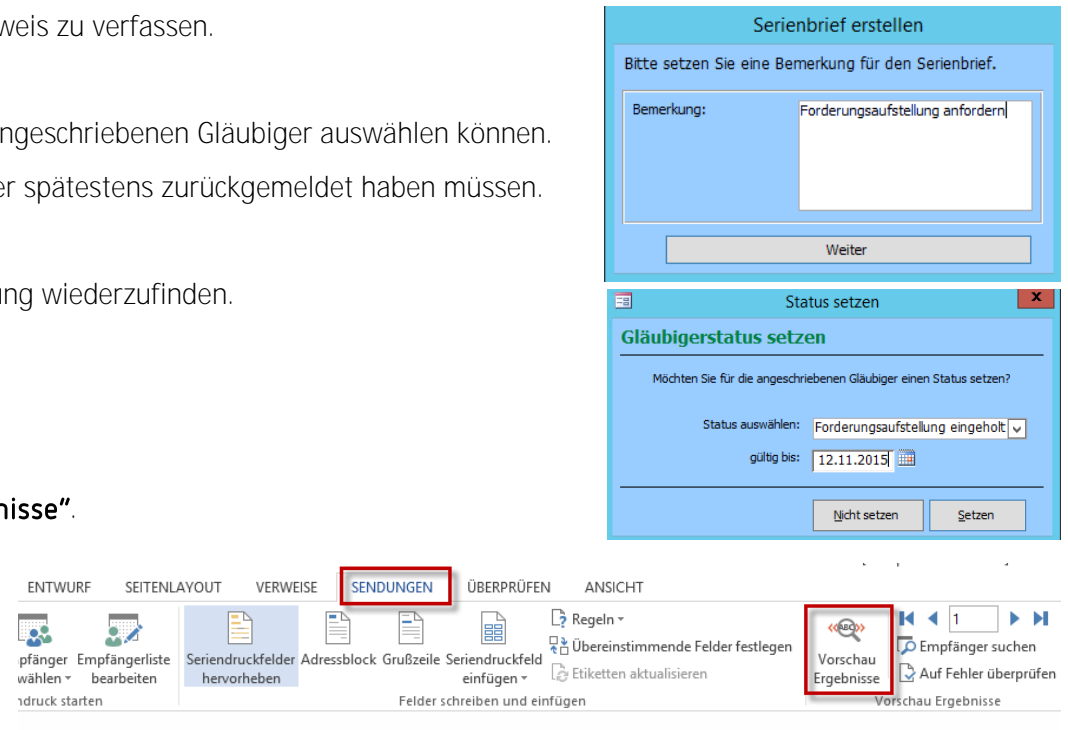 weis zu verfassen.
ngeschriebenen Gläubiger auswählen können.
er spätestens zurückgemeldet haben müssen.
ung wiederzufinden.
nisse“.
Serienbrief erstellen
Bitte setzen Sie eine Bemerkung für den Serienbrief.
Bemerkung:
Forderungsaufstellung anfordern
Weiter
Status setzen
x
Gläubigerstatus setzen
Möchten Sie für die angeschriebenen Gläubiger einen Status setzen?
Status auswählen: Forderungsaufstellung eingeholt
gültig bis: 12.11.2015
Nicht setzen Setzen
ENTWURF SEITENLAYOUT VERWEISE SENDUNGEN ÜBERPRÜFEN ANSICHT
pfänger
wählen
Empfängerliste
bearbeiten
ndruck starten
Seriendruckfelder
hervorheben
Adressblock
Grußzeile
Seriendruckfeld
einfügen
Regeln
Übereinstimmende Felder festlegen
Etiketten aktualisieren
Felder schreiben und einfügen
ABC
Vorschau
Ergebnisse
1
Empfänger suchen
Auf Fehler überprüfen
Vorschau Ergebnisse